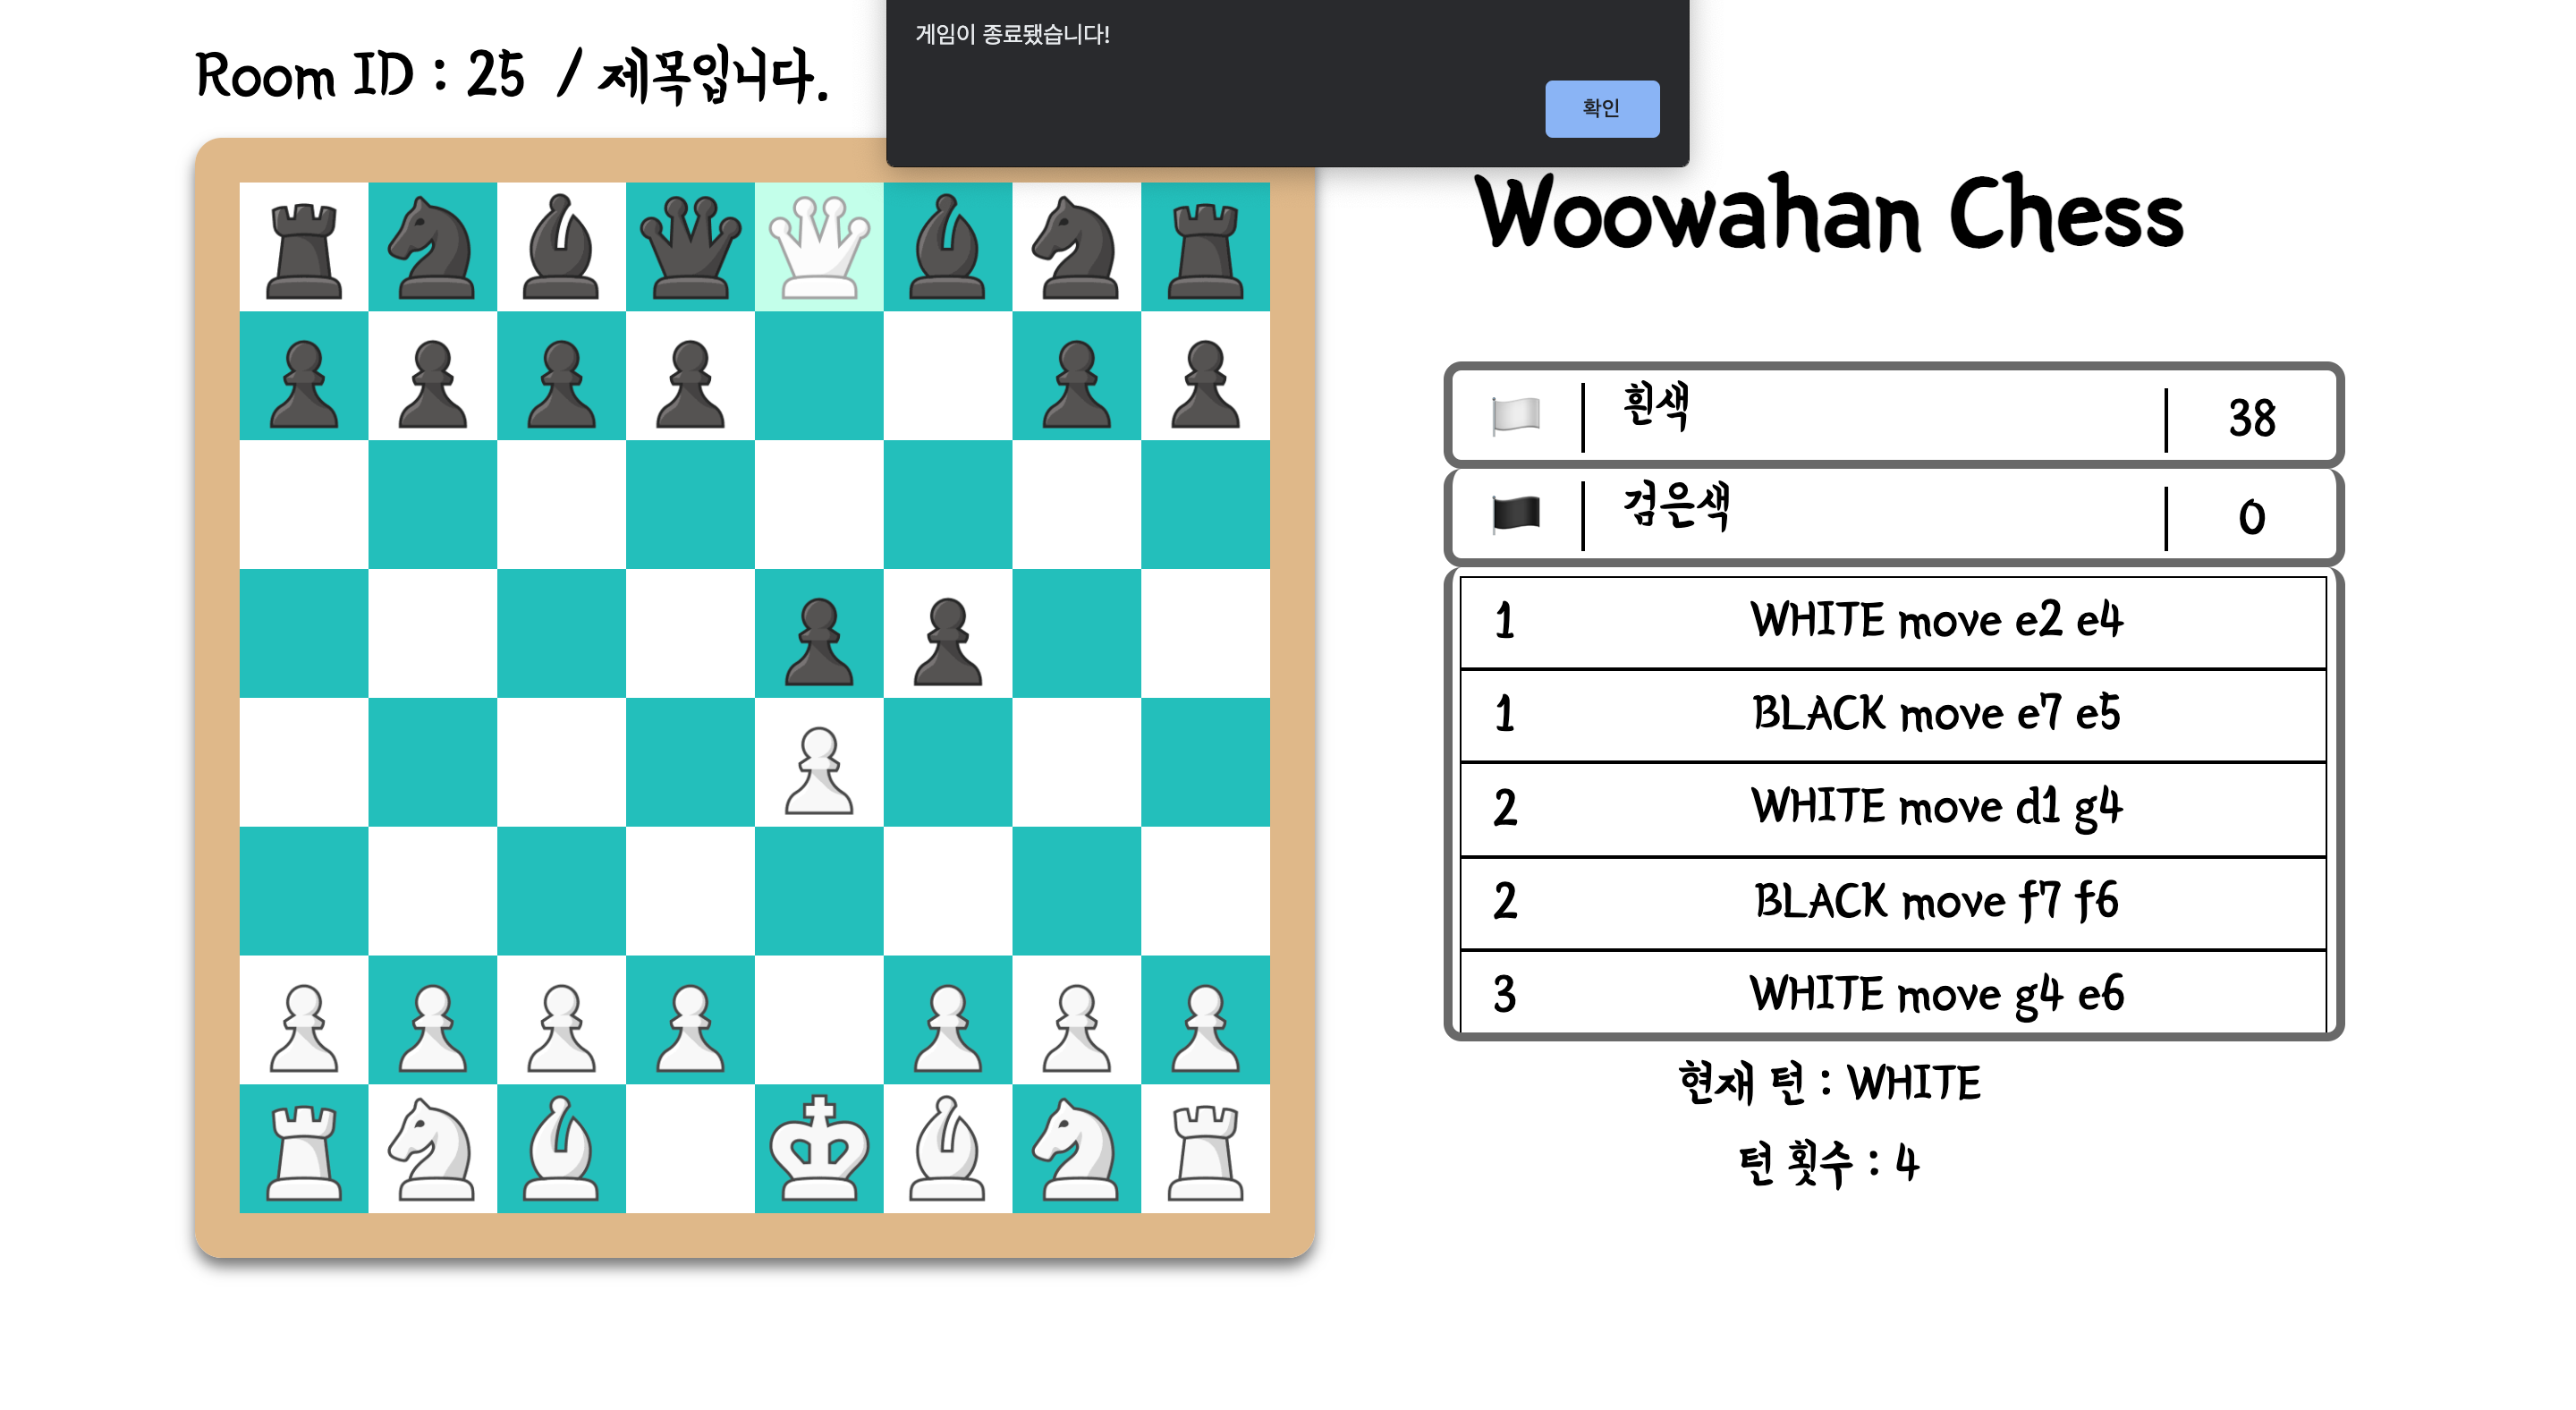 게임이 종료됐습니다!
확인
Room ID : 25 / 제목입니다.
Woowahan Chess
흰색 38
검은색 0
1 WHITE move e2 e4
1 BLACK move e7 e5
2 WHITE move d1 g4
2 BLACK move f7 f6
3 WHITE move g4 e6
현재 턴 : WHITE
턴 횟수 : 4